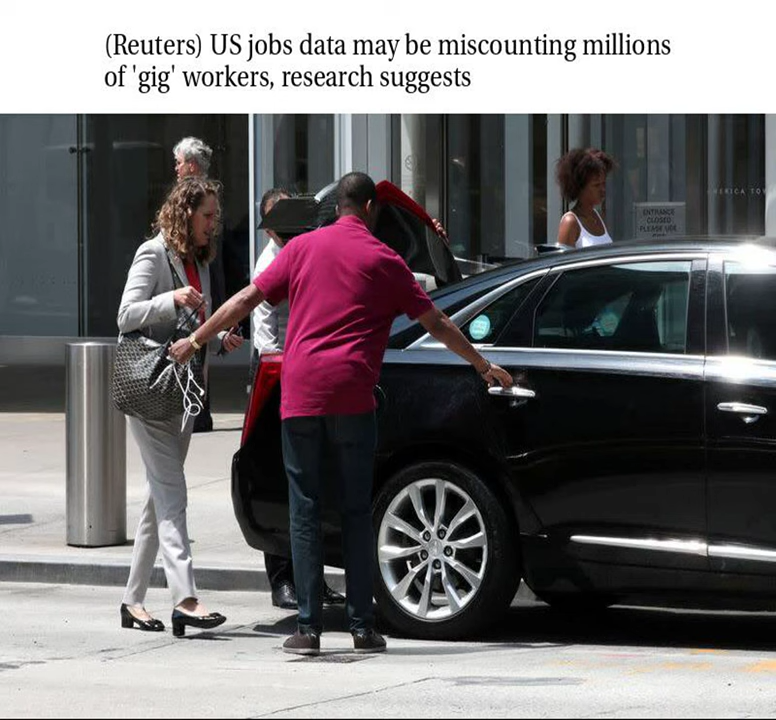 (Reuters) US jobs data may be miscounting millions
of 'gig' workers, research suggests
ENTRANCE
CLOSED
PLEASE USE